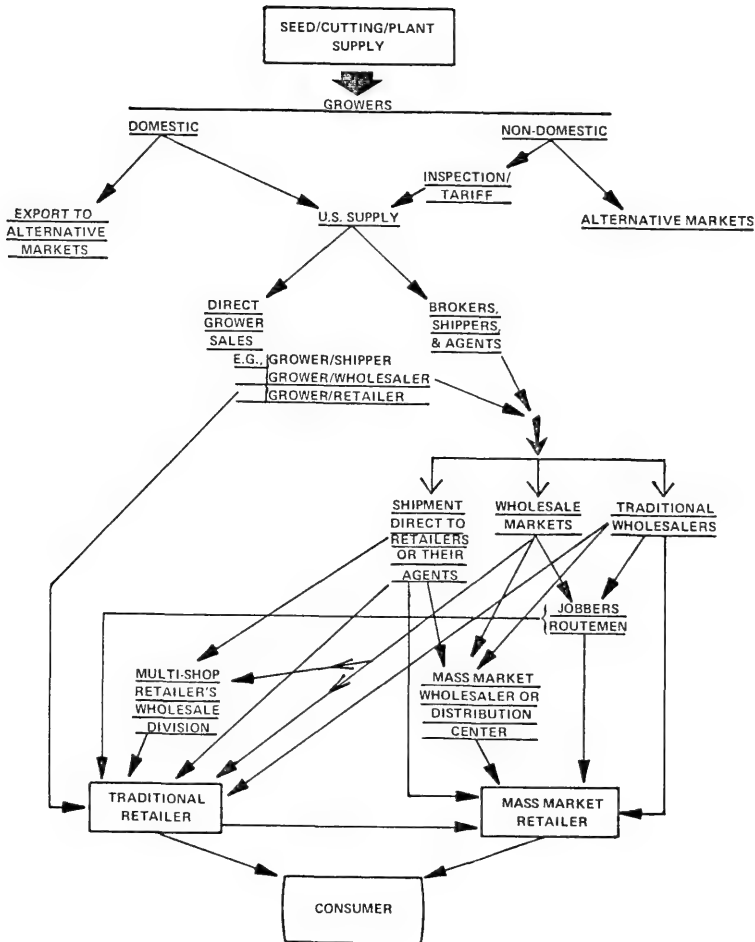 SEED/CUTTING/PLANT
SUPPLY
GROWERS
DOMESTIC
NON-DOMESTIC
INSPECTION/
TARIFF
EXPORT TO
ALTERNATIVE
MARKETS
U.S. SUPPLY
ALTERNATIVE MARKETS
DIRECT
GROWER
SALES
E.G., GROWER/SHIPPER
GROWER/WHOLESALER
GROWER/RETAILER
BROKERS,
SHIPPERS,
& AGENTS
SHIPMENT
DIRECT TO
RETAILERS
OR THEIR
AGENTS
WHOLESALE
MARKETS
TRADITIONAL
WHOLESALERS
JOBBERS
ROUTEMEN
MULTI-SHOP
RETAILER'S
WHOLESALE
DIVISION
MASS MARKET
WHOLESALER OR
DISTRIBUTION
CENTER
TRADITIONAL
RETAILER
MASS MARKET
RETAILER
CONSUMER